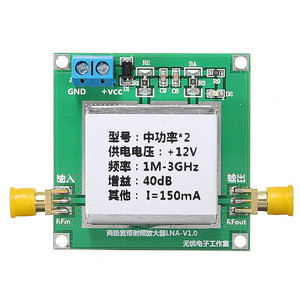 R2
R4
GND
+VCC
型号：中功率*2
供电电压：+12V
频率：1M-3GHz
增益：40dB
其他：I=150mA
输入
输出
RFin
RFout
两级宽带射频放大器LNA-V1.0
无忧电子工作室